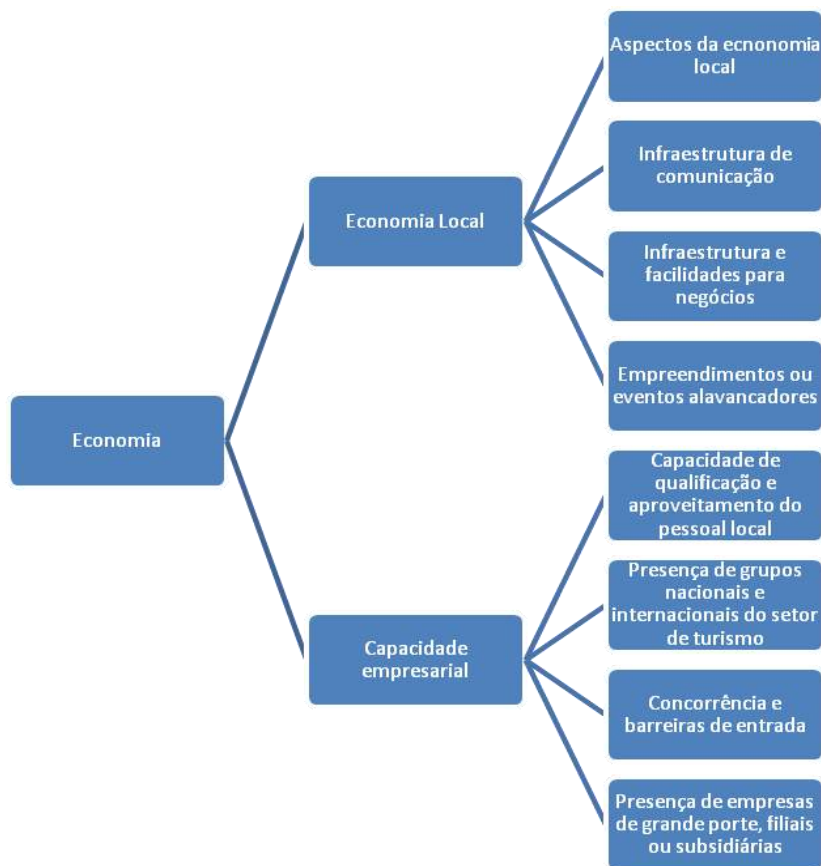 Economia
Economia Local
Aspectos da ecnonomia
local
Infraestrutura de
comunicação
Infraestrutura e
facilidades para
negócios
Empreendimentos ou
eventos alavancadores
Capacidade
empresarial
Capacidade de
qualificação e
aproveitamento do
pessoal local
Presença de grupos
nacionais e
internacionais do setor
de turismo
Concorrência e
barreiras de entrada
Presença de empresas
de grande porte, filiais
ou subsidiárias